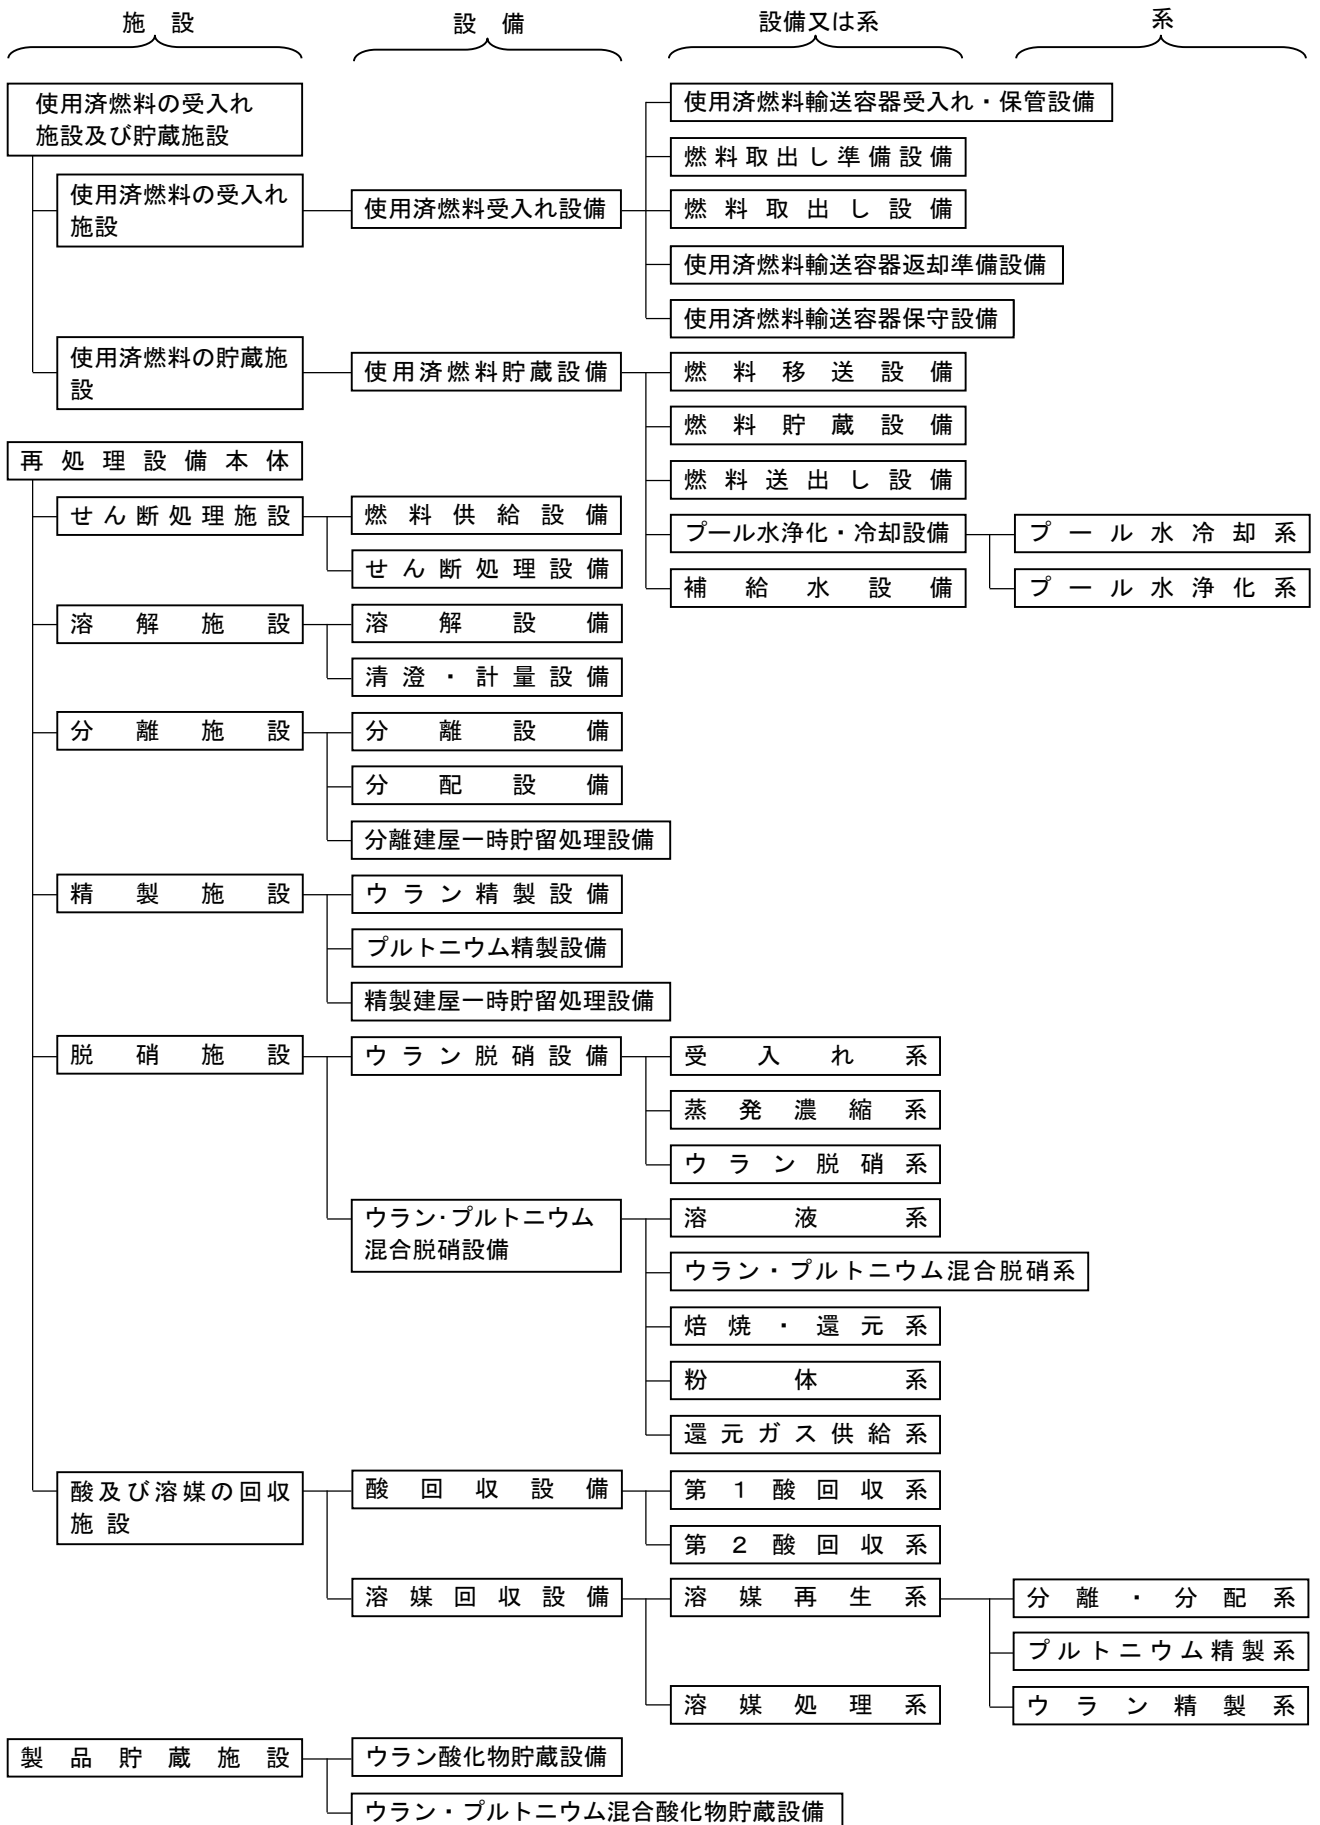 施設
設備
設備又は系
系
使用済燃料の受入れ
施設及び貯蔵施設
使用済燃料の受入れ
施設
使用済燃料受入れ設備
使用済燃料輸送容器受入れ・保管設備
燃料取出し準備設備
燃料取出し設備
使用済燃料輸送容器返却準備設備
使用済燃料輸送容器保守設備
使用済燃料の貯蔵施
設
使用済燃料貯蔵設備
燃料移送設備
燃料貯蔵設備
燃料送出し設備
プール水浄化・冷却設備
プール水冷却系
プール水浄化系
補給水設備
再処理設備本体
せん断処理施設
燃料供給設備
せん断処理設備
溶解施設
溶解設備
清澄・計量設備
分離施設
分離設備
分配設備
分離建屋一時貯留処理設備
精製施設
ウラン精製設備
プルトニウム精製設備
精製建屋一時貯留処理設備
脱硝施設
ウラン脱硝設備
受入れ系
蒸発濃縮系
ウラン脱硝系
ウラン・プルトニウム
混合脱硝設備
溶液系
ウラン・プルトニウム混合脱硝系
焙焼・還元系
粉体系
還元ガス供給系
酸及び溶媒の回収
施設
酸回収設備
第1酸回収系
第2酸回収系
溶媒回収設備
溶媒再生系
分離・分配系
プルトニウム精製系
ウラン精製系
溶媒処理系
製品貯蔵施設
ウラン酸化物貯蔵設備
ウラン・プルトニウム混合酸化物貯蔵設備